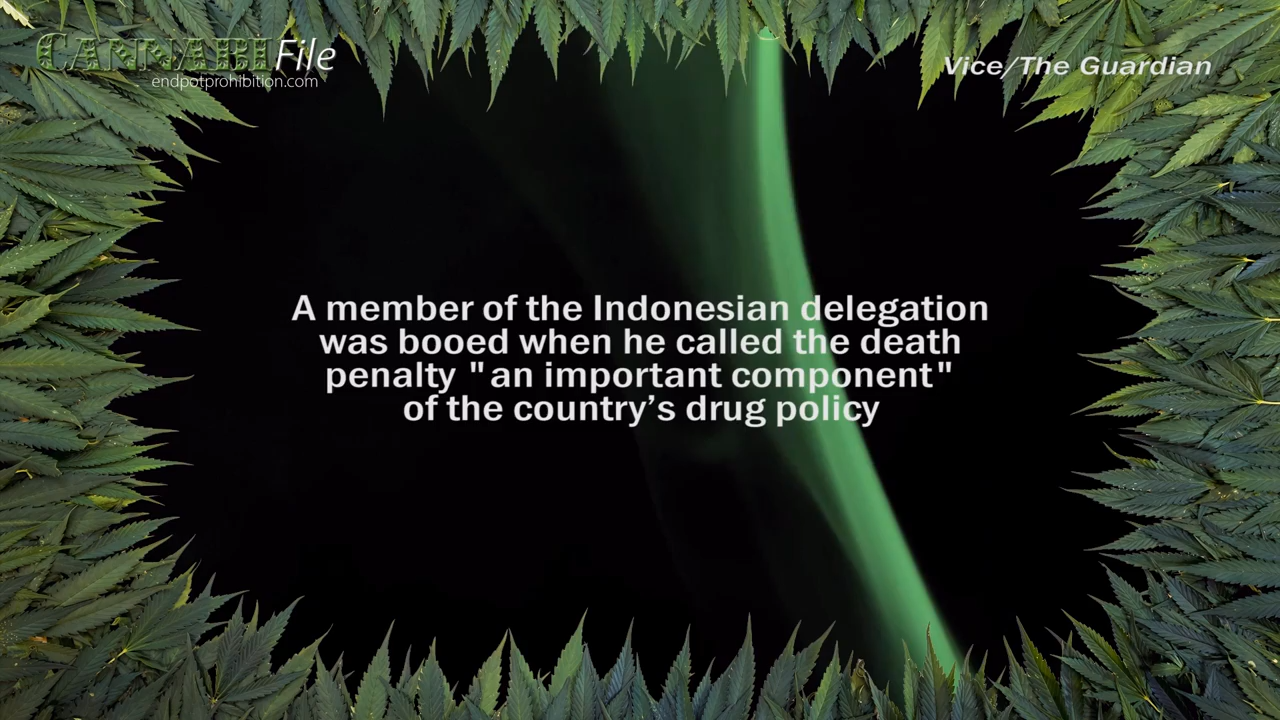 CANNABIFile
endpotprohibition.com
Vice/The Guardian
A member of the Indonesian delegation
was booed when he called the death
penalty "an important component"
of the country’s drug policy